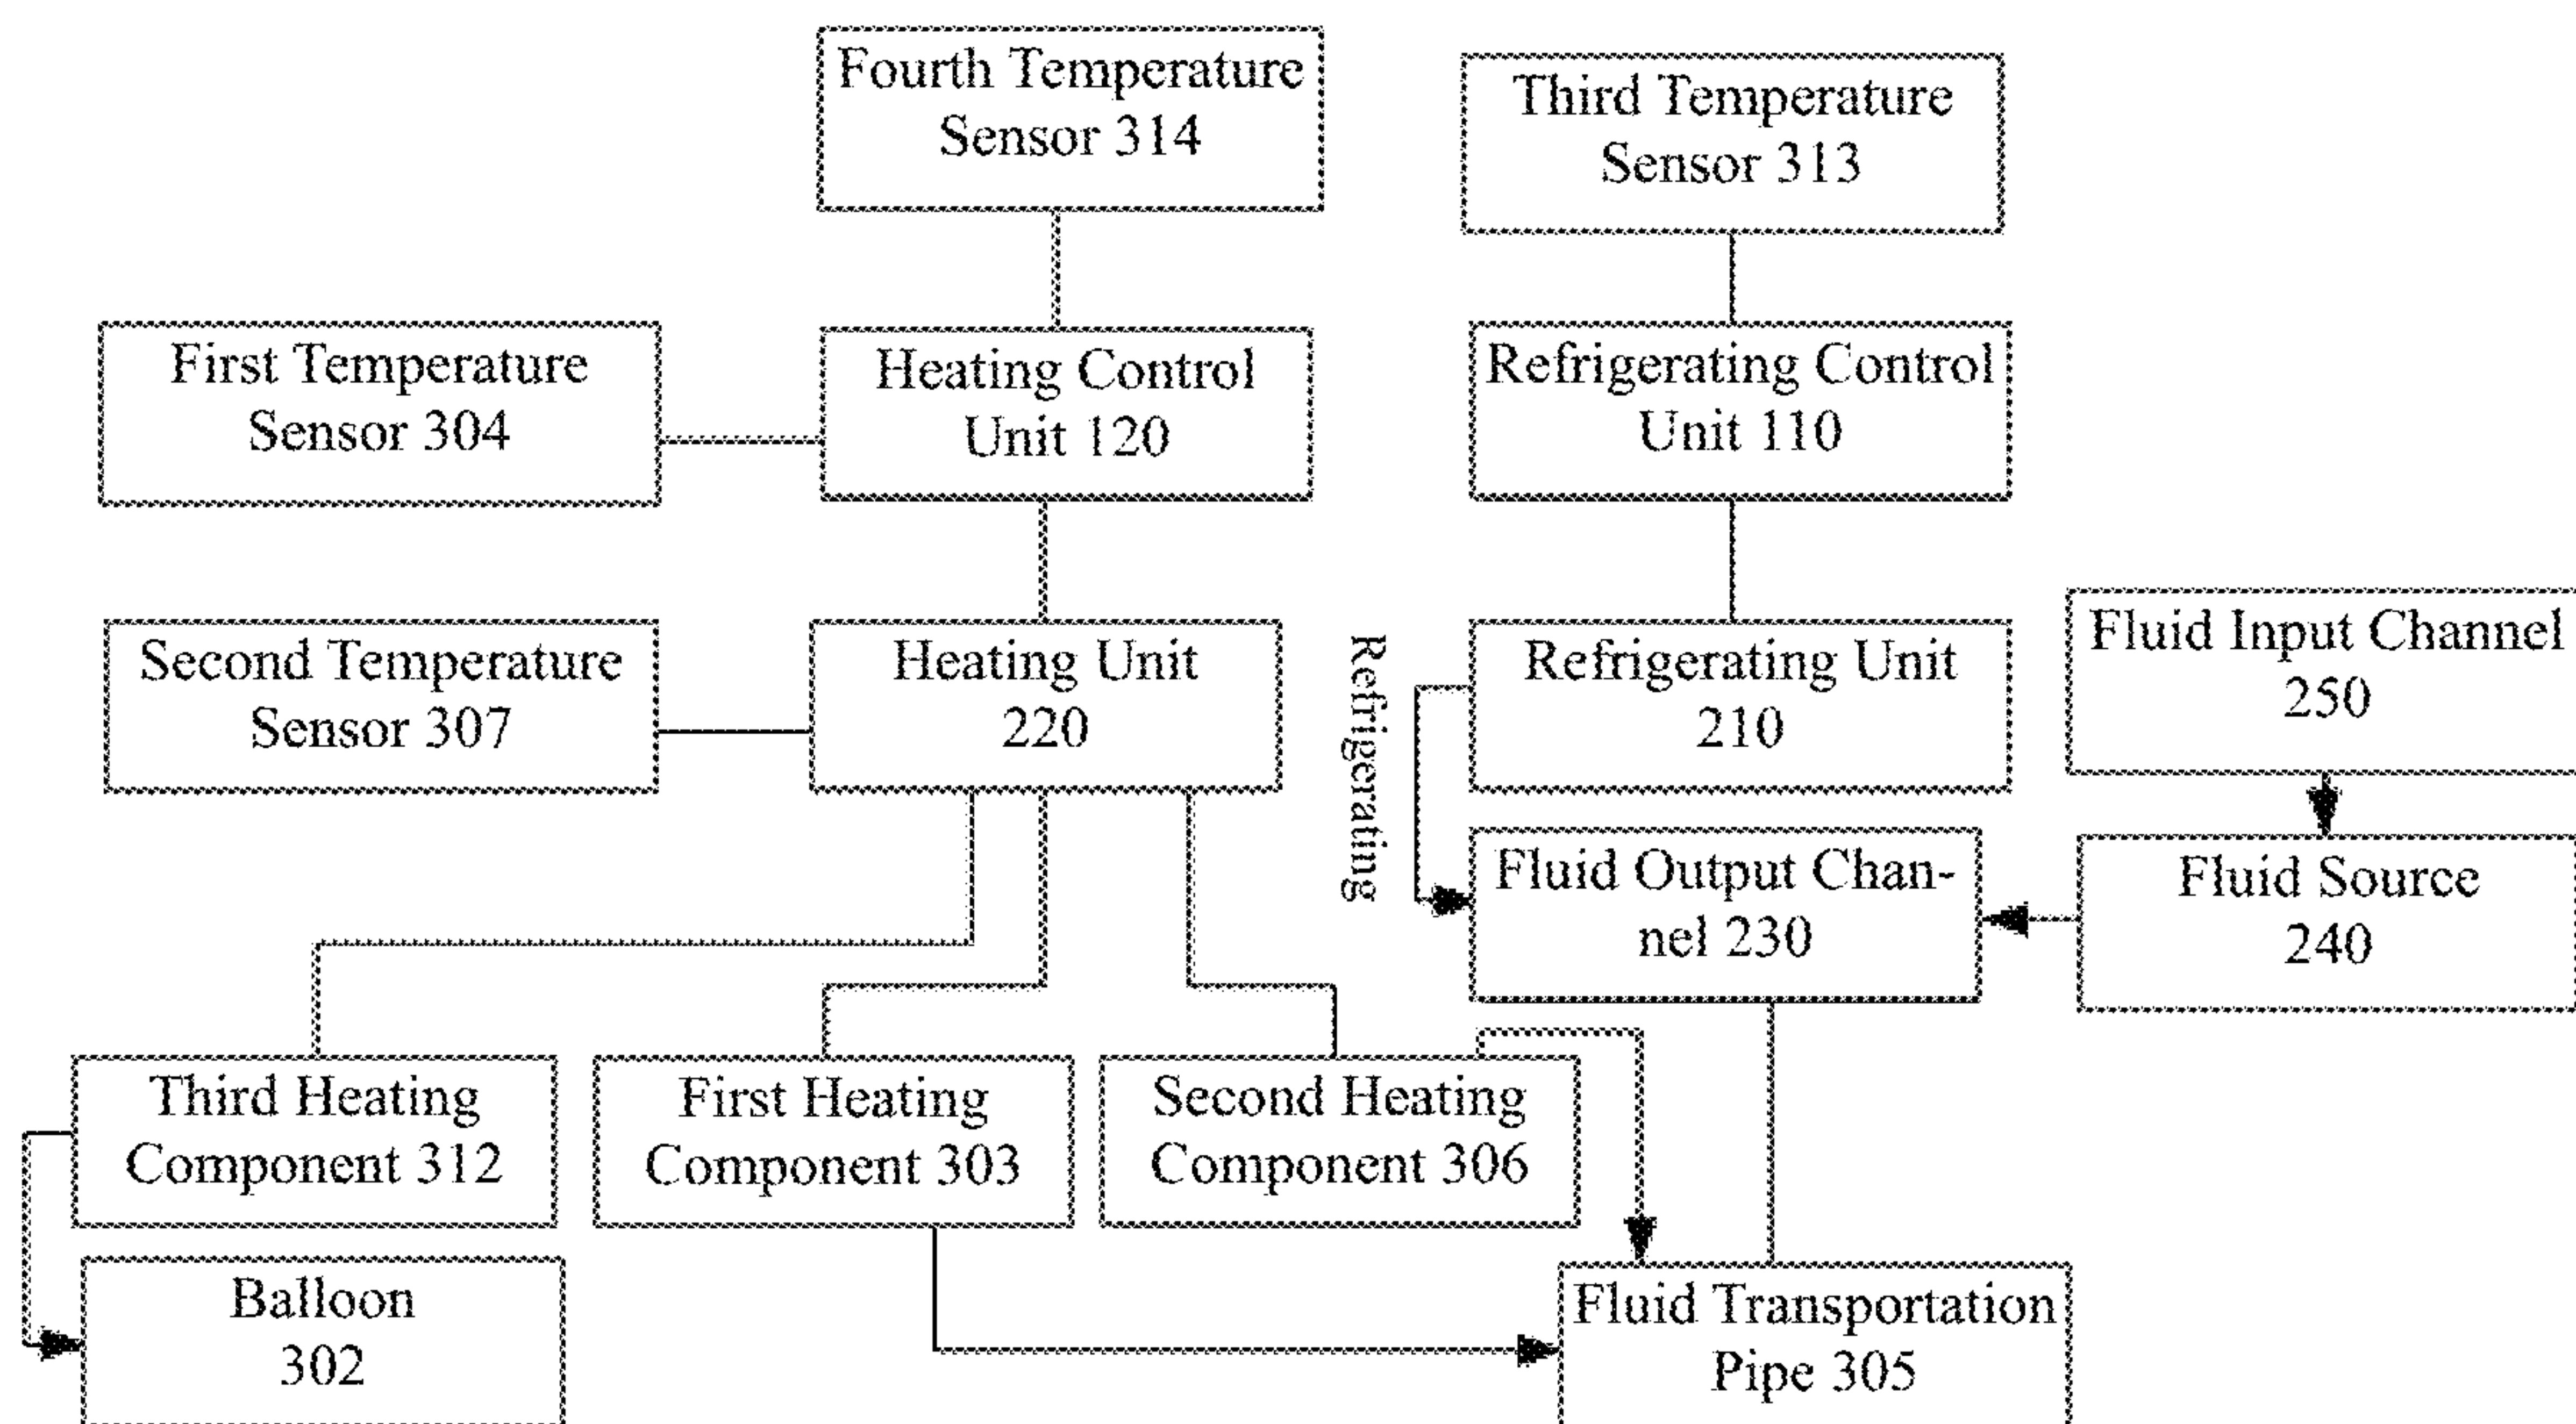 Fourth Temperature
Sensor 314
Third Temperature
Sensor 313
First Temperature
Sensor 304
Heating Control
Unit 120
Refrigerating Control
Unit 110
Second Temperature
Sensor 307
Heating Unit
220
Refrigerating
Refrigerating Unit
210
Fluid Input Channel
250
Fluid Output Chan-
nel 230
Fluid Source
240
Third Heating
Component 312
First Heating
Component 303
Second Heating
Component 306
Balloon
302
Fluid Transportation
Pipe 305